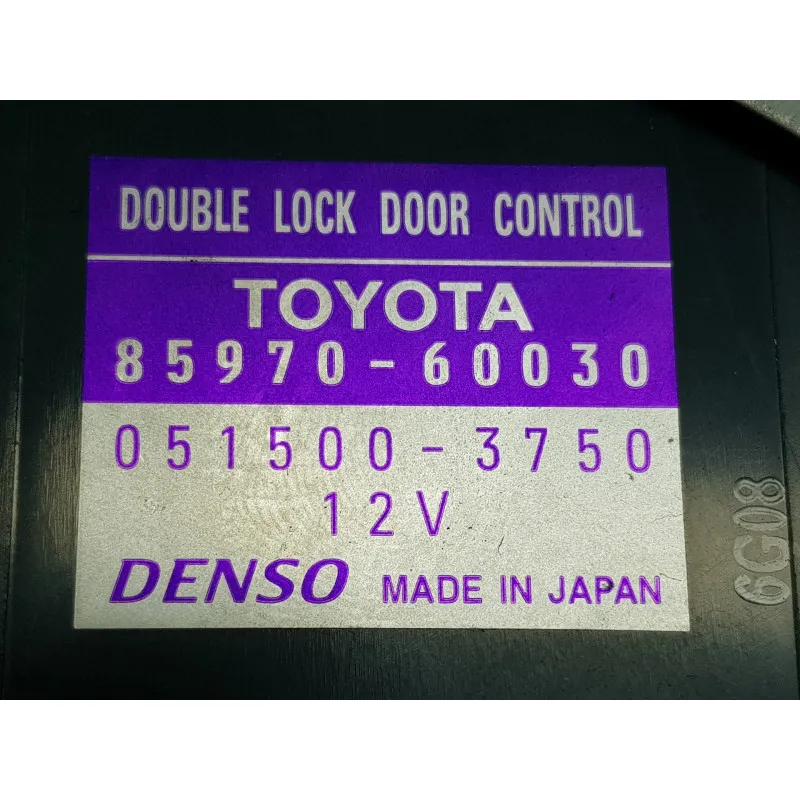 DOUBLE LOCK DOOR CONTROL
TOYOTA
85970-60030
051500-3750
12V
DENSO MADE IN JAPAN
6G08